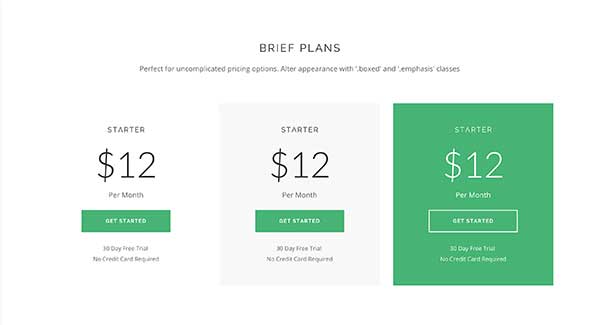 BRIEF PLANS
Perfect for uncomplicated pricing options. Alter appearance with '.boxed' and '.emphasis' classes
STARTER
$12
Per Month
GET STARTED
30 Day Free Trial
No Credit Card Required
STARTER
$12
Per Month
GET STARTED
30 Day Free Trial
No Credit Card Required
STARTER
$12
Per Month
GET STARTED
30 Day Free Trial
No Credit Card Required